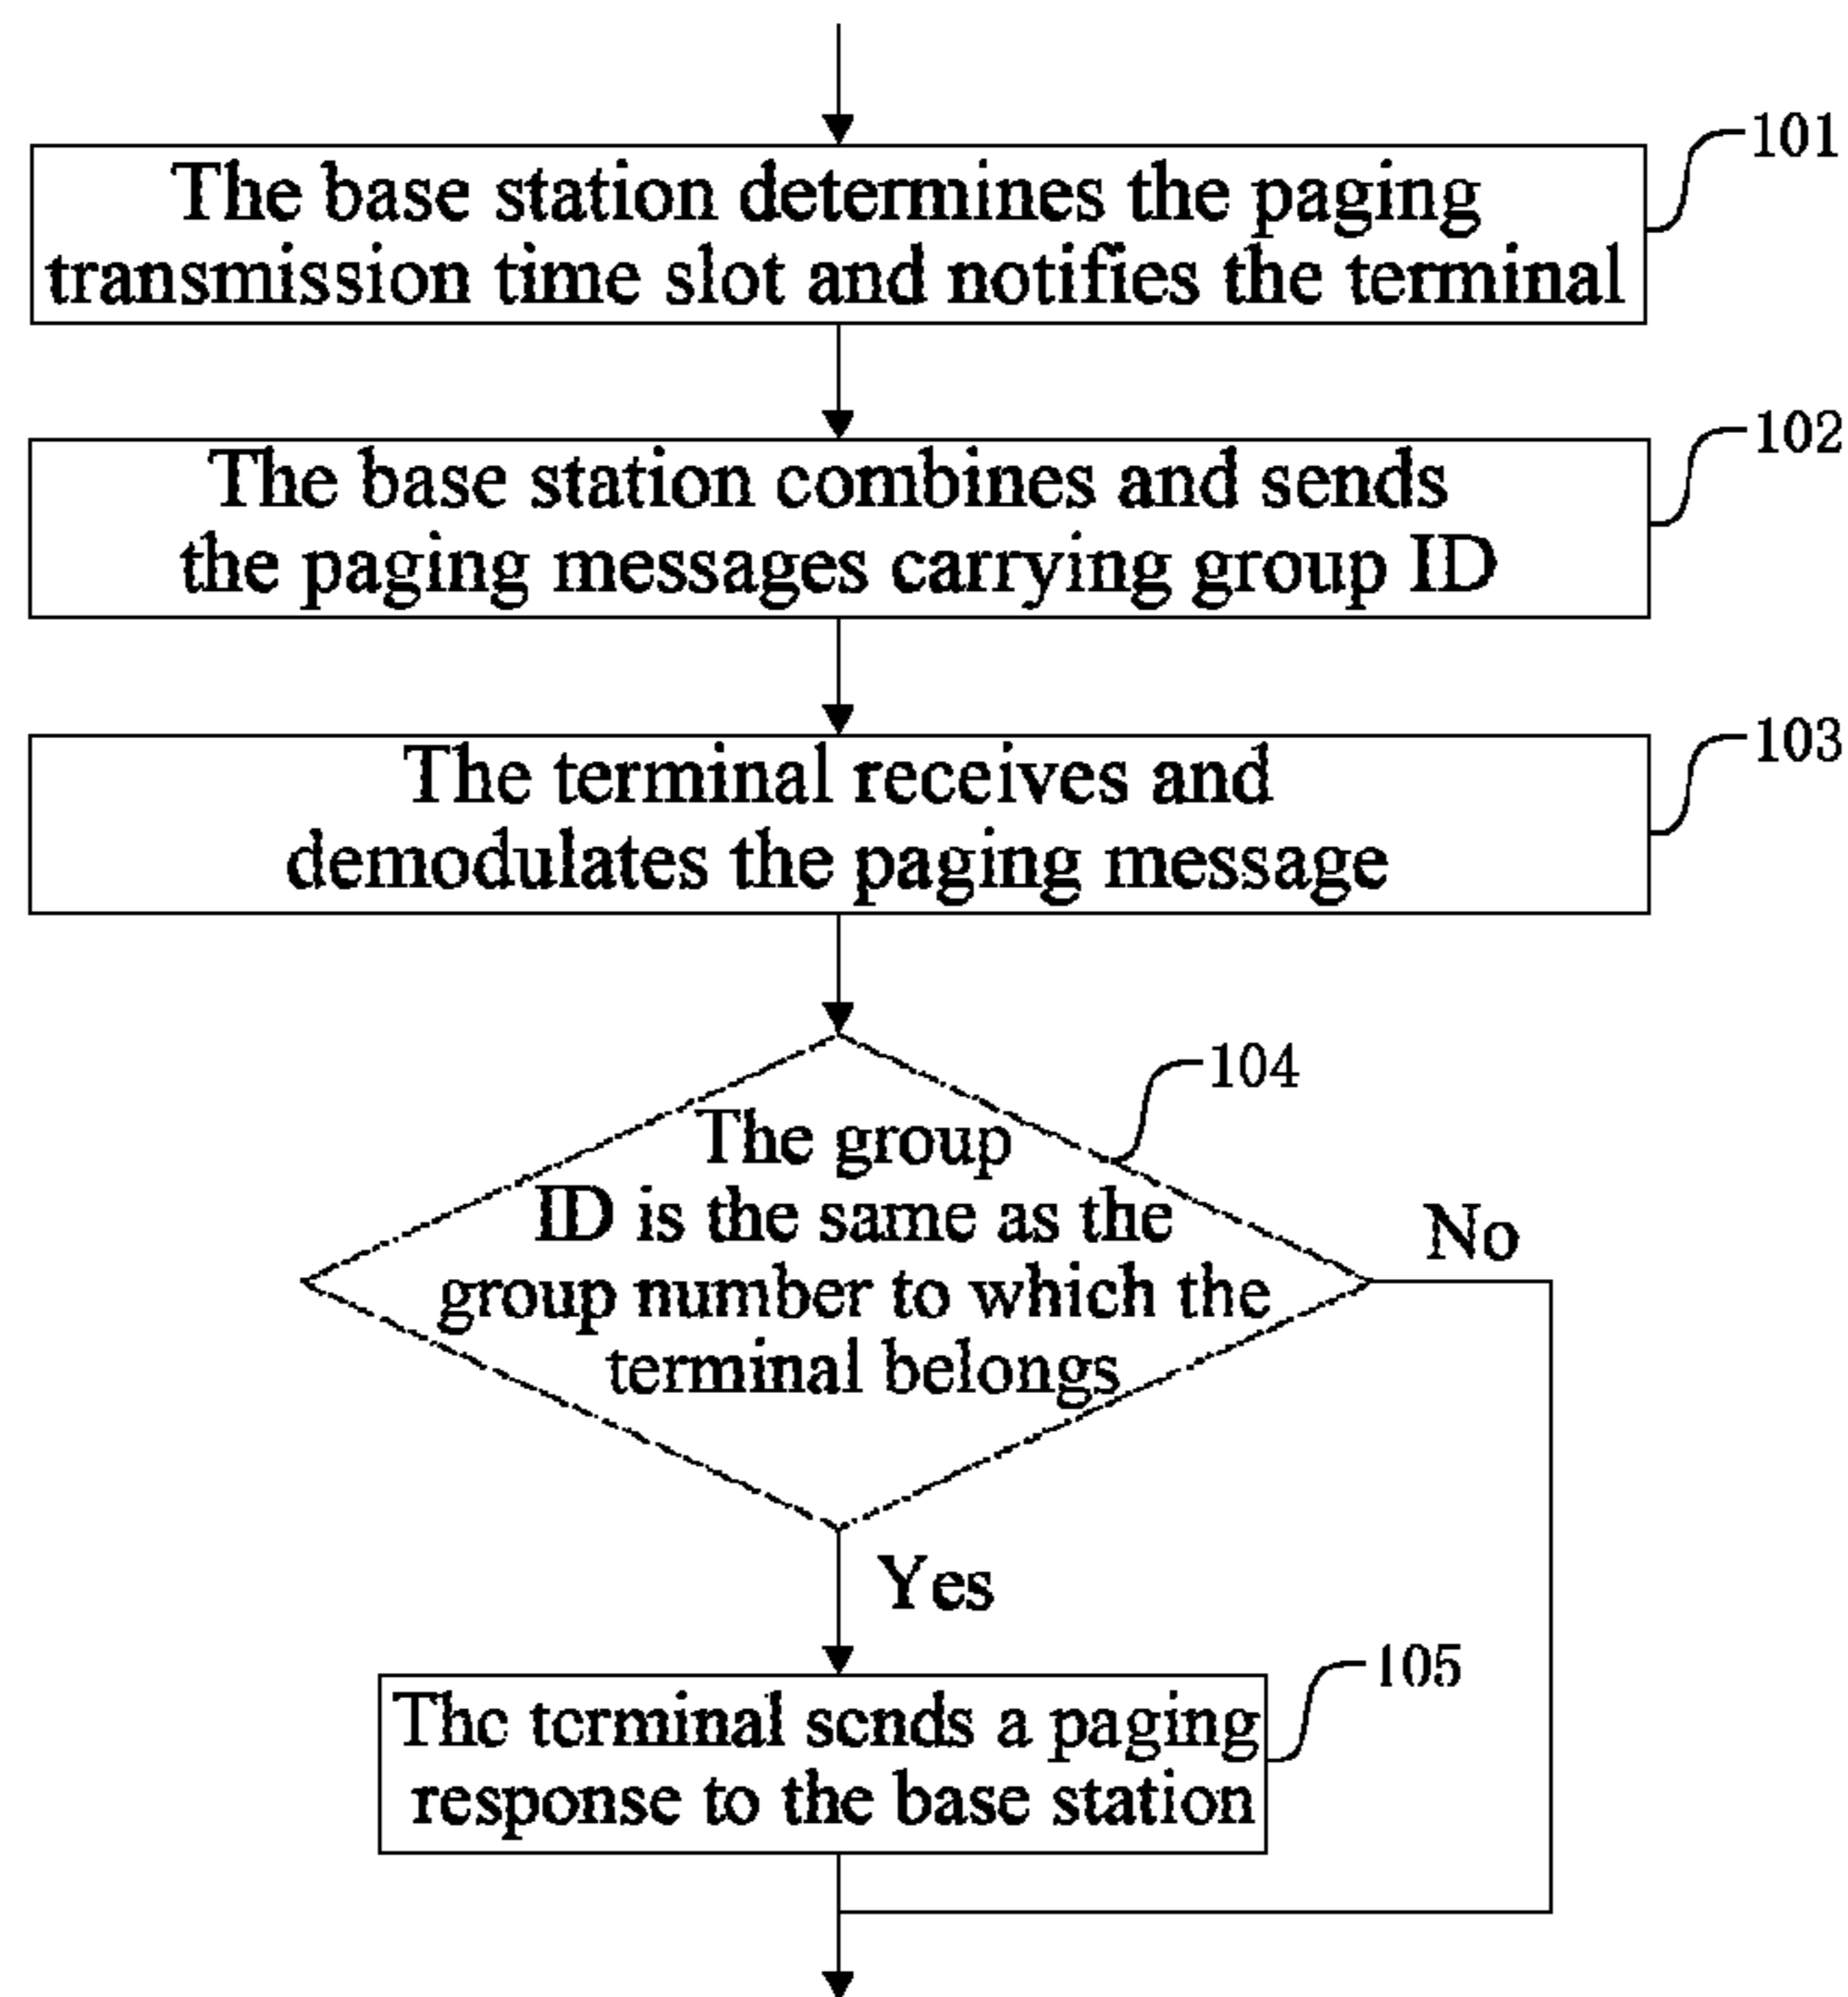 The base station determines the paging
transmission time slot and notifies the terminal
101
The base station combines and sends
the paging messages carrying group ID
102
The terminal receives and
demodulates the paging message
103
104
The group
ID is the same as the
group number to which the
terminal belongs
No
Yes
105
The terminal sends a paging
response to the base station